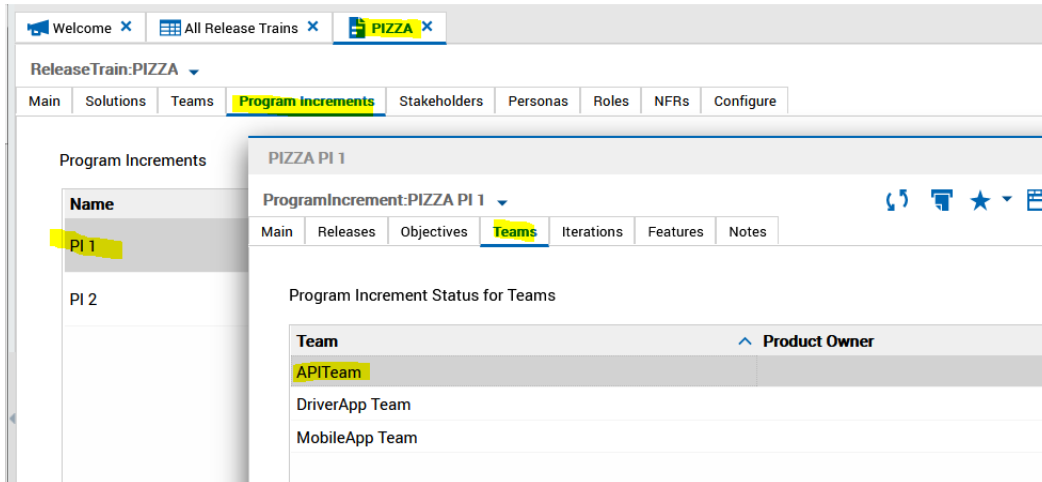 Welcome All Release Trains PIZZA
ReleaseTrain:PIZZA
Main Solutions Teams Program Increments Stakeholders Personas Roles NFRs Configure
Program Increments
Name
PI 1
PI 2
PIZZA PI 1
ProgramIncrement:PIZZA PI 1
Main Releases Objectives Teams Iterations Features Notes
Program Increment Status for Teams
Team Product Owner
APITeam
DriverApp Team
MobileApp Team